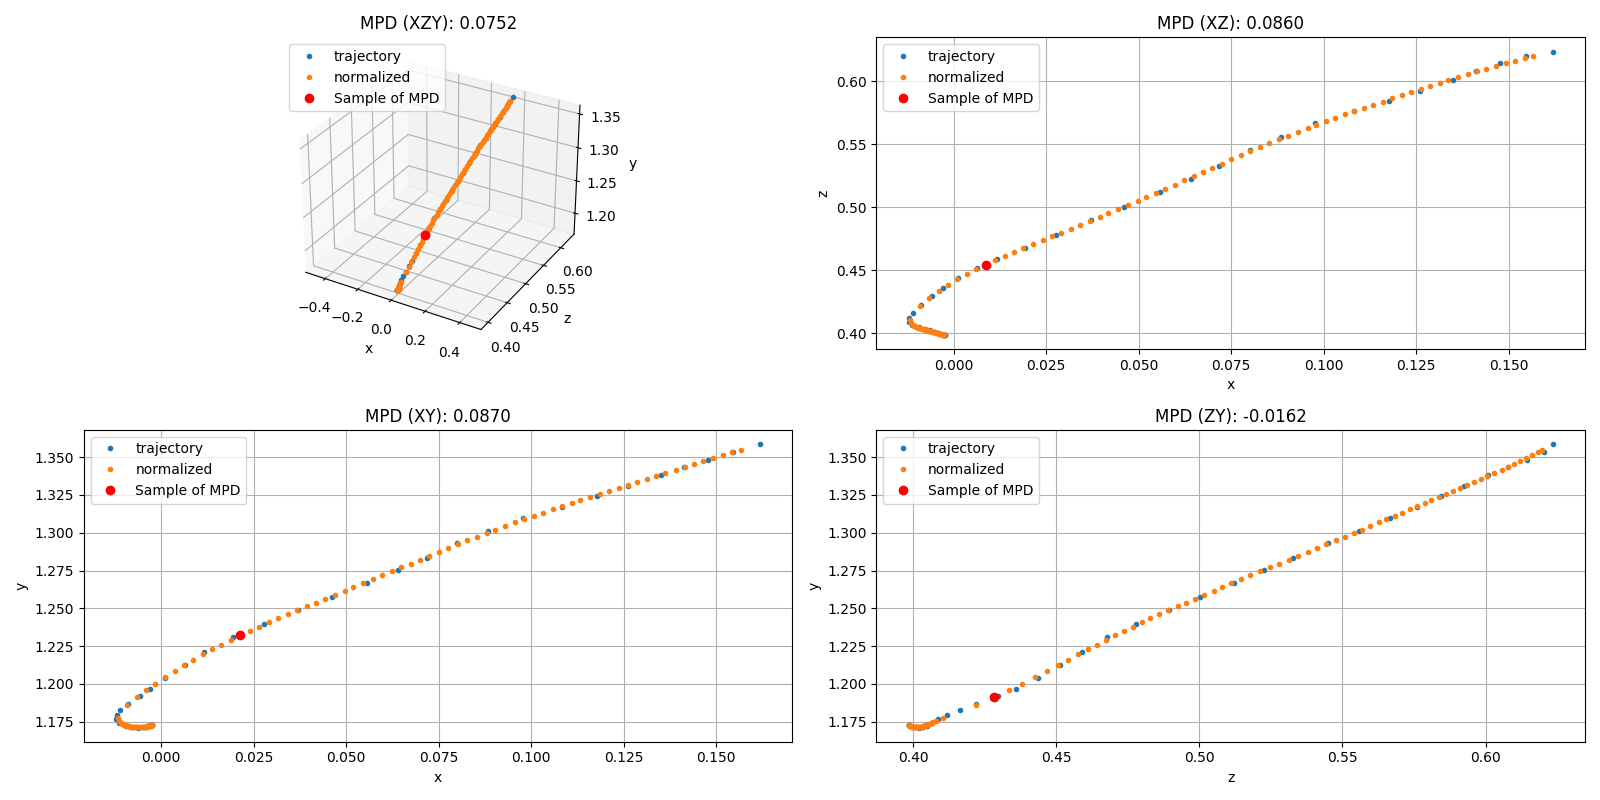 MPD (XZY): 0.0752
trajectory
normalized
Sample of MPD
1.35
1.30
1.25
1.20
y
0.60
0.55
0.50
0.45
0.40
z
−0.4
−0.2
0.0
0.2
0.4
x
MPD (XZ): 0.0860
trajectory
normalized
Sample of MPD
0.60
0.55
0.50
0.45
0.40
z
0.000 0.025 0.050 0.075 0.100 0.125 0.150
x
MPD (XY): 0.0870
trajectory
normalized
Sample of MPD
1.350
1.325
1.300
1.275
1.250
1.225
1.200
1.175
y
0.000 0.025 0.050 0.075 0.100 0.125 0.150
x
MPD (ZY): -0.0162
trajectory
normalized
Sample of MPD
1.350
1.325
1.300
1.275
1.250
1.225
1.200
1.175
y
0.40 0.45 0.50 0.55 0.60
z